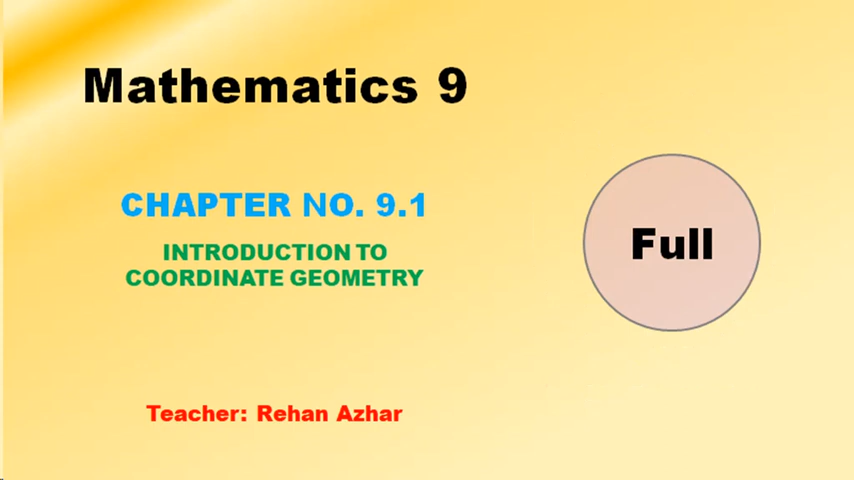 Mathematics 9
CHAPTER NO. 9.1
INTRODUCTION TO
COORDINATE GEOMETRY
Full
Teacher: Rehan Azhar